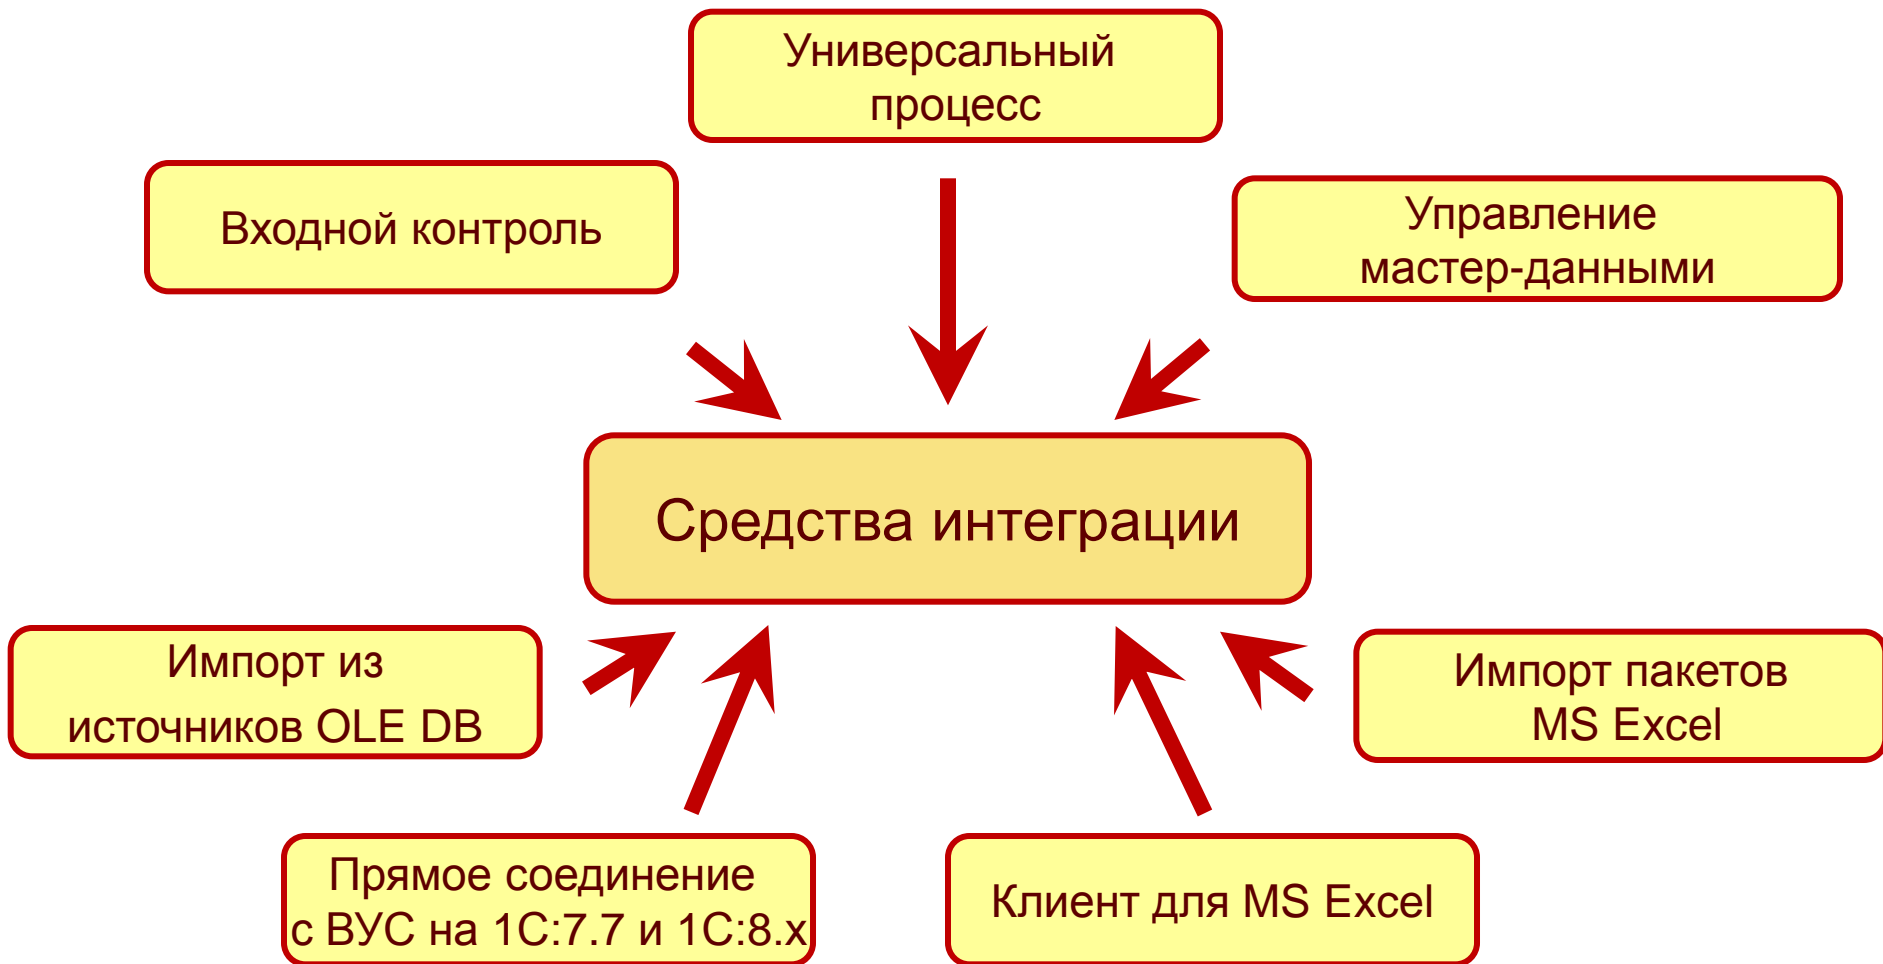 Универсальный
процесс
Входной контроль
Управление
мастер-данными
Средства интеграции
Импорт из
источников OLE DB
Импорт пакетов
MS Excel
Прямое соединение
с ВУС на 1С:7.7 и 1С:8.x
Клиент для MS Excel